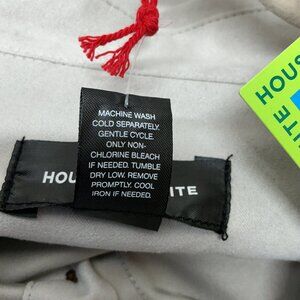 MACHINE WASH
COLD SEPARATELY.
GENTLE CYCLE.
ONLY NON-
CHLORINE BLEACH
IF NEEDED. TUMBLE
DRY LOW. REMOVE
PROMPTLY. COOL
IRON IF NEEDED.
HOU
ITE
HOUS
ITE